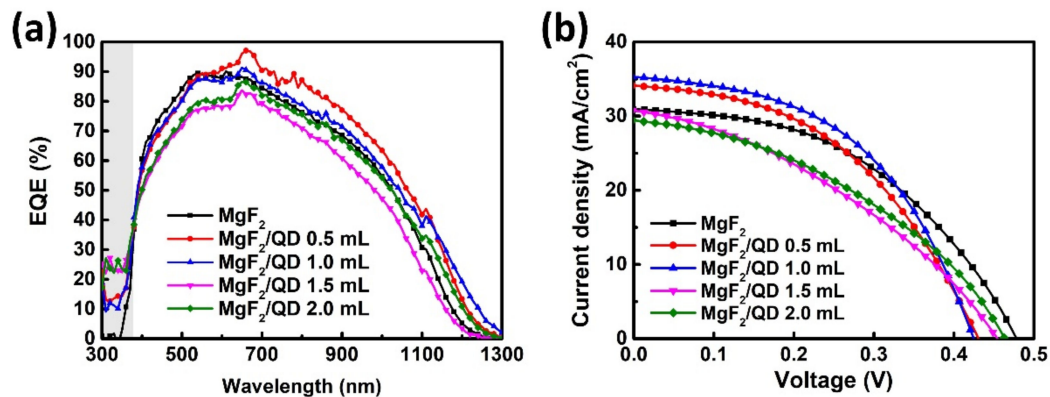 (a)
100
90
80
70
60
50
40
30
20
10
0
EQE (%)
MgF₂
MgF₂/QD 0.5 mL
MgF₂/QD 1.0 mL
MgF₂/QD 1.5 mL
MgF₂/QD 2.0 mL
300 500 700 900 1100 1300
Wavelength (nm)
(b)
40
30
20
10
0
Current density (mA/cm²)
MgF₂
MgF₂/QD 0.5 mL
MgF₂/QD 1.0 mL
MgF₂/QD 1.5 mL
MgF₂/QD 2.0 mL
0.0 0.1 0.2 0.3 0.4 0.5
Voltage (V)